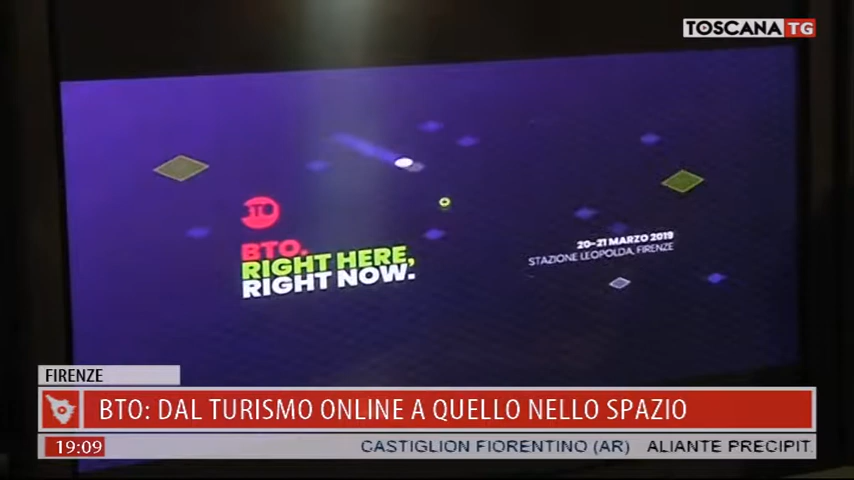 TOSCANA TG
BTO.
RIGHT HERE,
RIGHT NOW.
20-21 MARZO 2019
STAZIONE LEOPOLDA, FIRENZE
FIRENZE
BTO: DAL TURISMO ONLINE A QUELLO NELLO SPAZIO
19:09 CASTIGLION FIORENTINO (AR) ALIANTE PRECIPIT